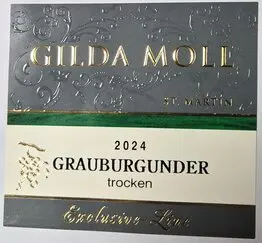 GILDA MOLL
ST. MARTIN
2024
GRAUBURGUNDER
trocken
Exclusive-Line